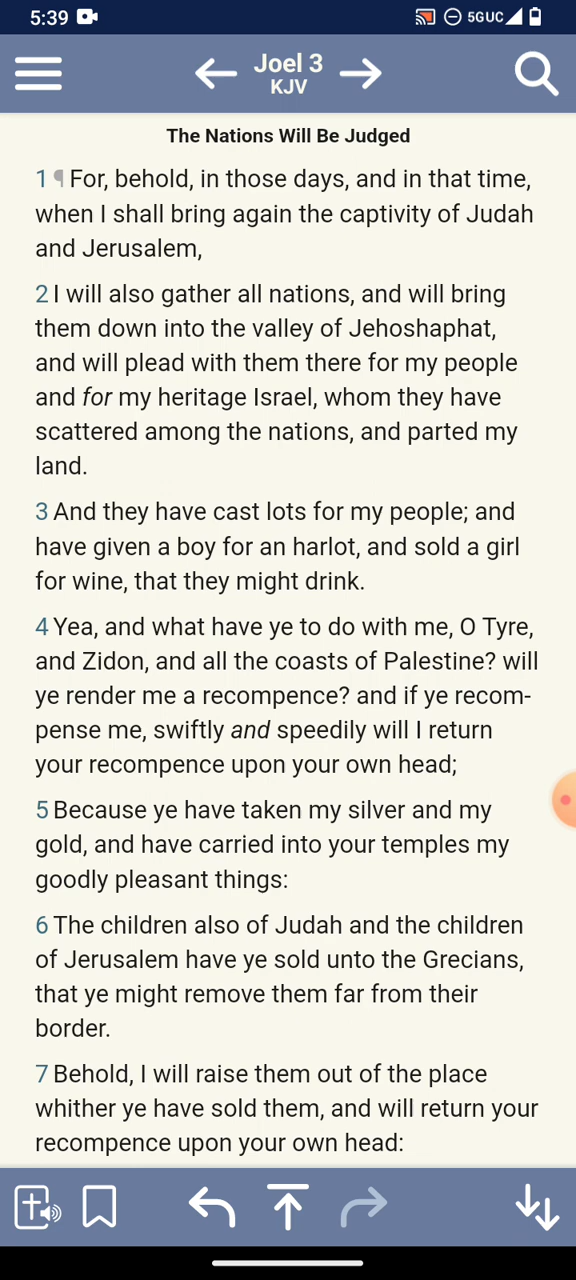 5:39
5GUC
Joel 3
KJV
The Nations Will Be Judged
1 ¶ For, behold, in those days, and in that time,
when I shall bring again the captivity of Judah
and Jerusalem,
2 I will also gather all nations, and will bring
them down into the valley of Jehoshaphat,
and will plead with them there for my people
and for my heritage Israel, whom they have
scattered among the nations, and parted my
land.
3 And they have cast lots for my people; and
have given a boy for an harlot, and sold a girl
for wine, that they might drink.
4 Yea, and what have ye to do with me, O Tyre,
and Zidon, and all the coasts of Palestine? will
ye render me a recompence? and if ye recom-
pense me, swiftly and speedily will I return
your recompence upon your own head;
5 Because ye have taken my silver and my
gold, and have carried into your temples my
goodly pleasant things:
6 The children also of Judah and the children
of Jerusalem have ye sold unto the Grecians,
that ye might remove them far from their
border.
7 Behold, I will raise them out of the place
whither ye have sold them, and will return your
recompence upon your own head: